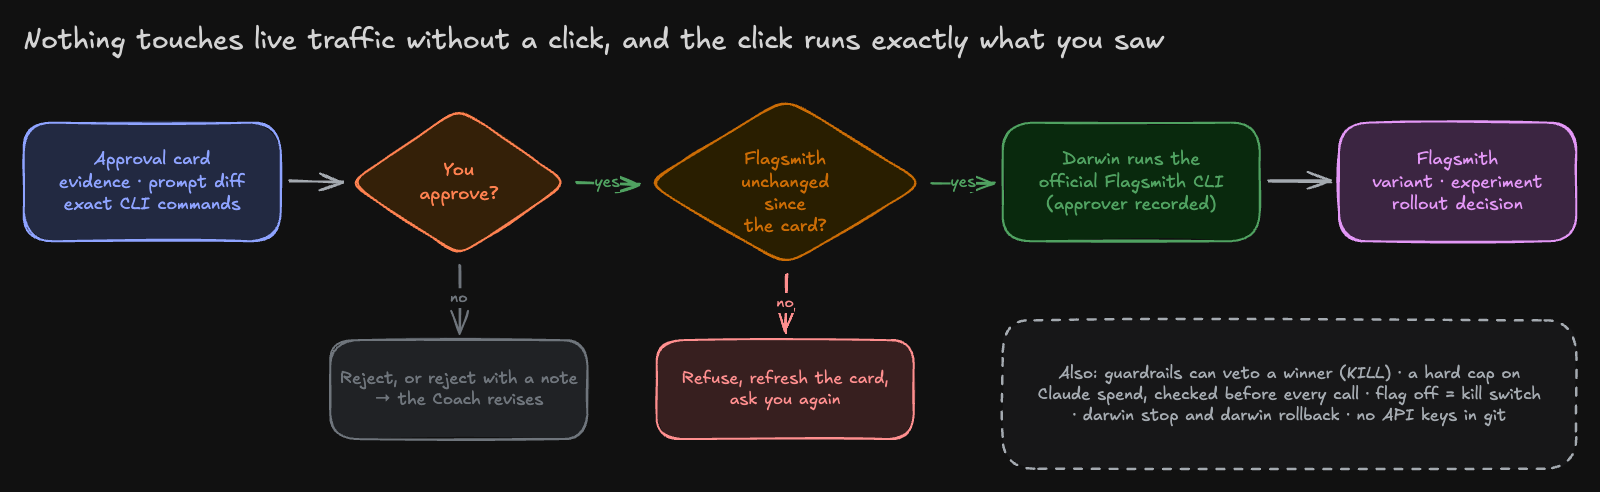 Nothing touches live traffic without a click, and the click runs exactly what you saw
Approval card
evidence · prompt diff
exact CLI commands
You
approve?
yes
Flagsmith
unchanged
since
the card?
yes
Darwin runs the
official Flagsmith CLI
(approver recorded)
Flagsmith
variant · experiment
rollout decision
no
no
Reject, or reject with a note
→ the Coach revises
Refuse, refresh the card,
ask you again
Also: guardrails can veto a winner (KILL) · a hard cap on
Claude spend, checked before every call · flag off = kill switch
· darwin stop and darwin rollback · no API keys in git